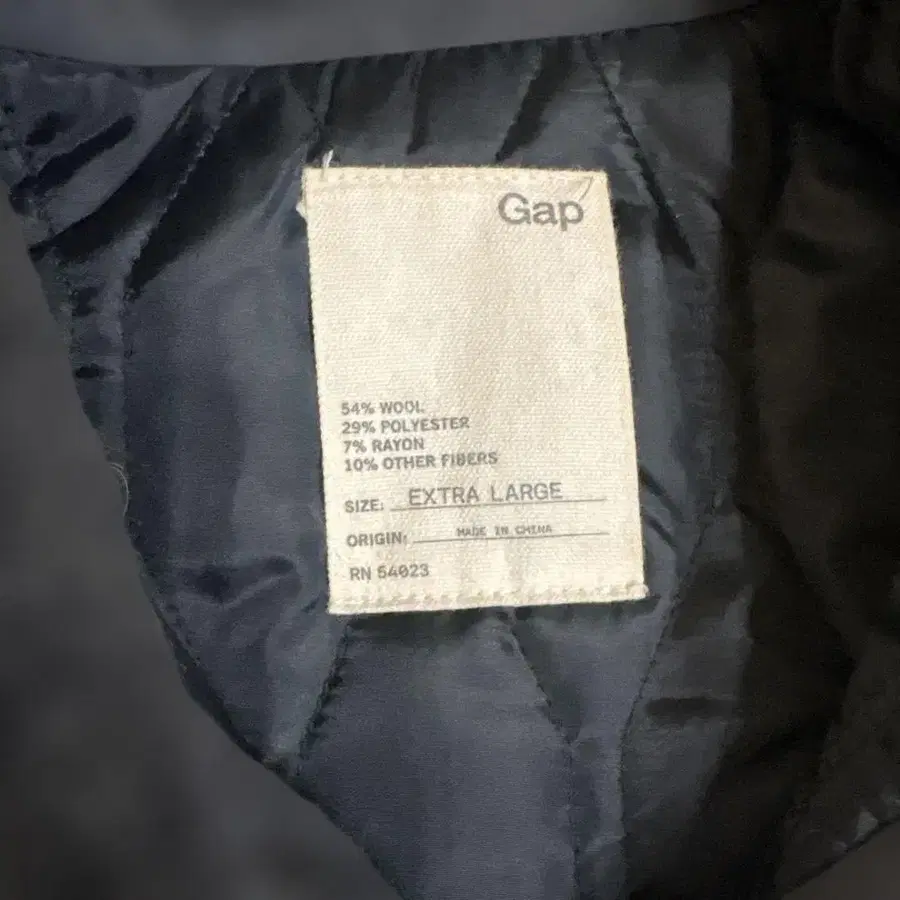 Gap
54% WOOL
29% POLYESTER
7% RAYON
10% OTHER FIBERS
SIZE: EXTRA LARGE
ORIGIN: MADE IN CHINA
RN 54023